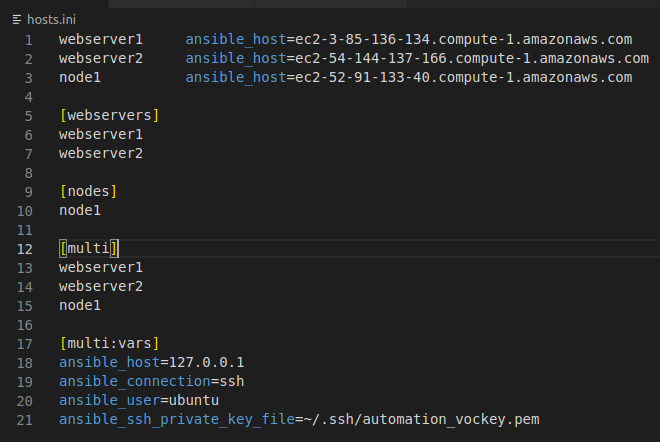 hosts.ini
1 webserver1 ansible_host=ec2-3-85-136-134.compute-1.amazonaws.com
2 webserver2 ansible_host=ec2-54-144-137-166.compute-1.amazonaws.com
3 node1 ansible_host=ec2-52-91-133-40.compute-1.amazonaws.com
4
5 [webservers]
6 webserver1
7 webserver2
8
9 [nodes]
10 node1
11
12 [multi]
13 webserver1
14 webserver2
15 node1
16
17 [multi:vars]
18 ansible_host=127.0.0.1
19 ansible_connection=ssh
20 ansible_user=ubuntu
21 ansible_ssh_private_key_file=~/.ssh/automation_vockey.pem